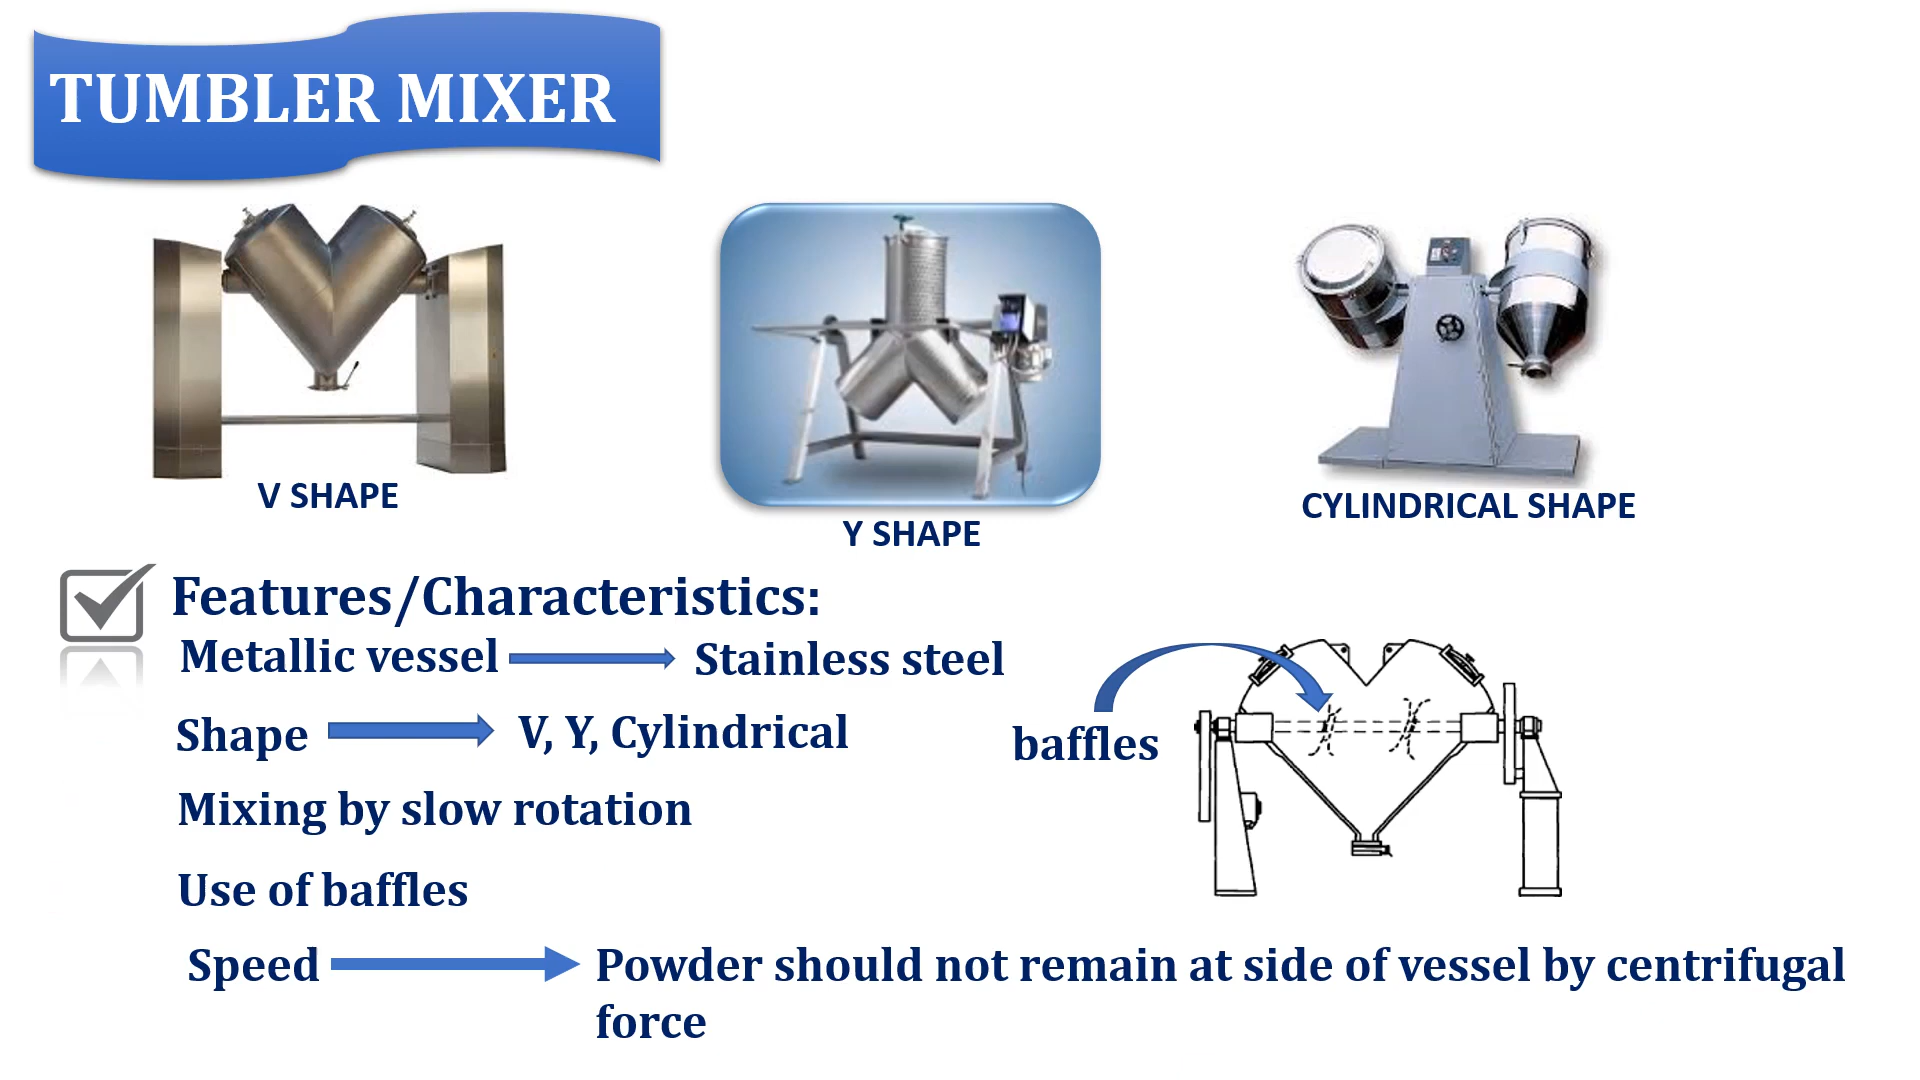 TUMBLER MIXER
V SHAPE
Y SHAPE
CYLINDRICAL SHAPE
Features/Characteristics:
Metallic vessel
Stainless steel
Shape
V, Y, Cylindrical
baffles
Mixing by slow rotation
Use of baffles
Speed
Powder should not remain at side of vessel by centrifugal
force